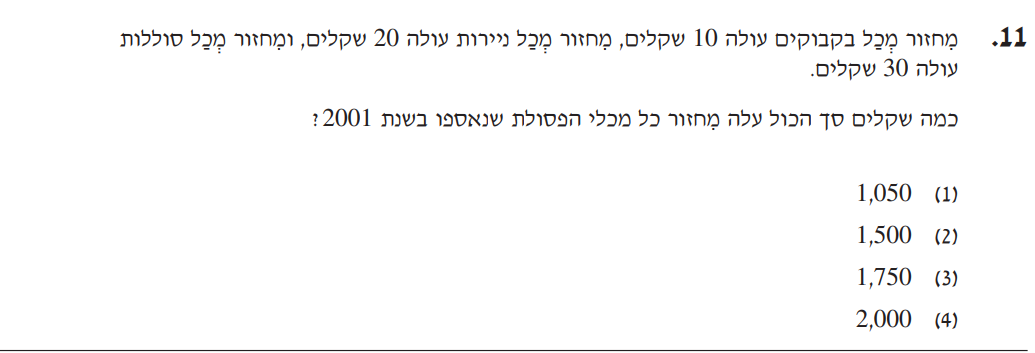 11. מִחזור מְכַל בקבוקים עולה 10 שקלים, מִחזור מְכַל ניירות עולה 20 שקלים, ומִחזור מְכַל סוללות
עולה 30 שקלים.
כמה שקלים סך הכול עלה מִחזור כל מכלי הפסולת שנאספו בשנת 2001?
(1) 1,050
(2) 1,500
(3) 1,750
(4) 2,000